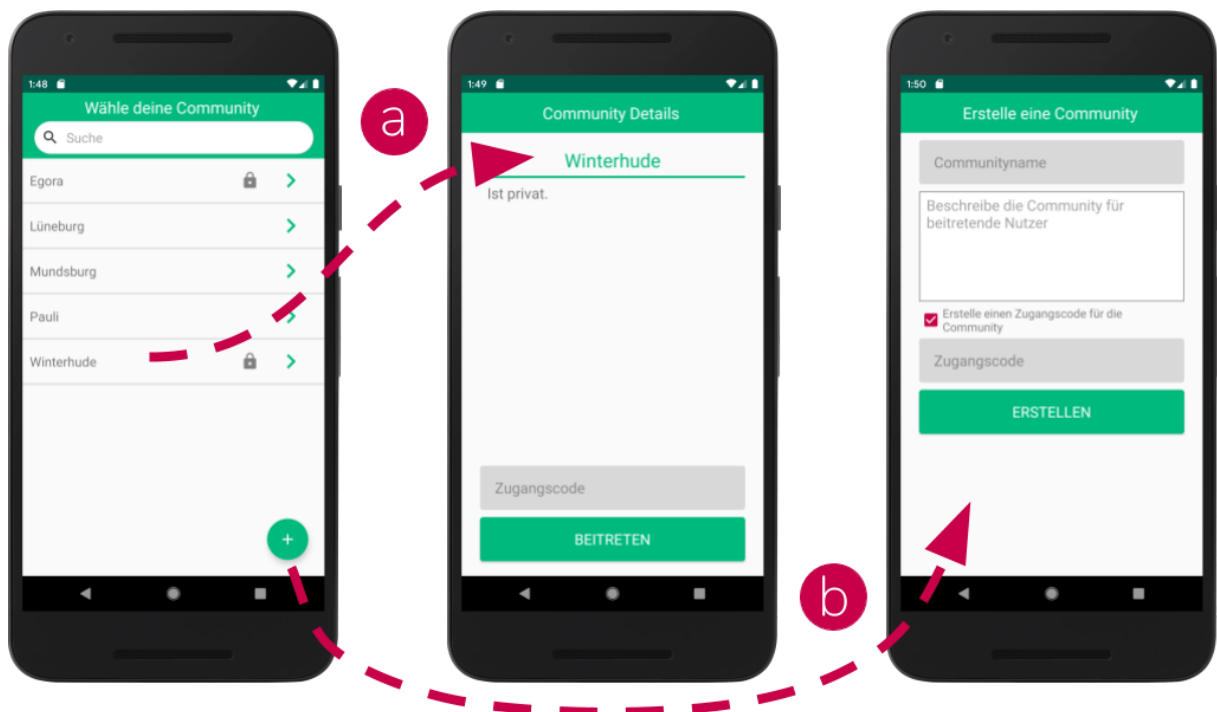 1:48
Wähle deine Community
Suche
Egora
Lüneburg
Mundsburg
Pauli
Winterhude
+
a
1:49
Community Details
Winterhude
Ist privat.
Zugangscode
BEITRETEN
b
1:50
Erstelle eine Community
Communityname
Beschreibe die Community für
beitretende Nutzer
Erstelle einen Zugangscode für die
Community
Zugangscode
ERSTELLEN